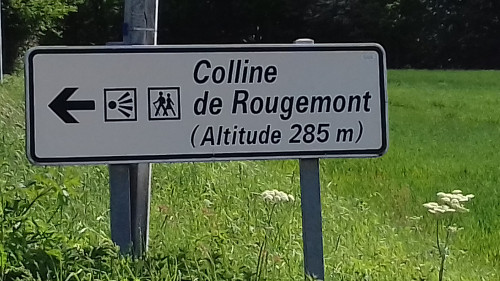 Colline
de Rougemont
(Altitude 285 m)